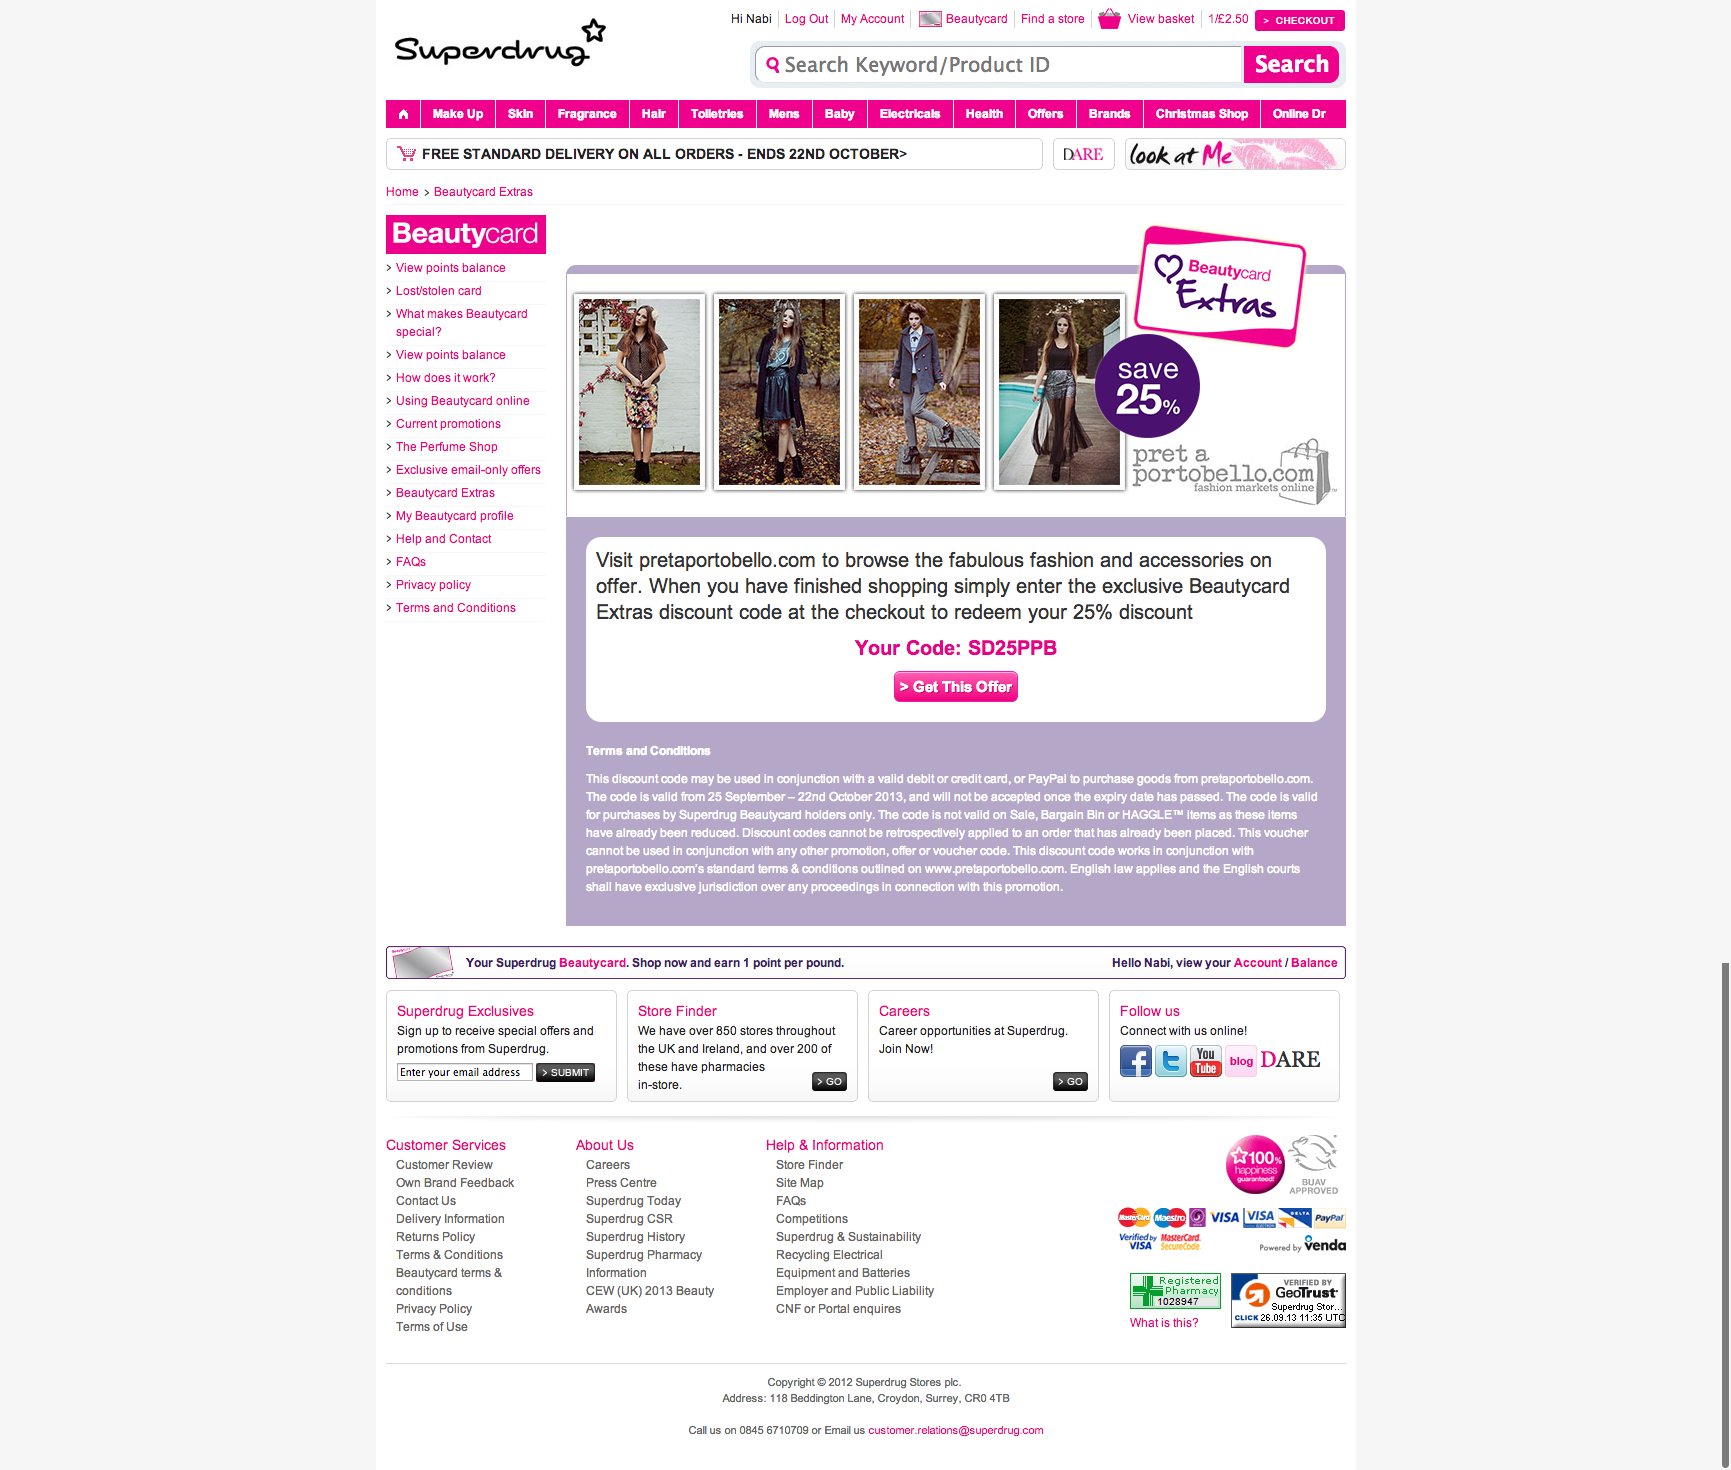 Superdrug
Hi Nabi
Log Out
My Account
Beautycard
Find a store
View basket
1/£2.50
> CHECKOUT
Search Keyword/Product ID
Search
Make Up
Skin
Fragrance
Hair
Toiletries
Mens
Baby
Electricals
Health
Offers
Brands
Christmas Shop
Online Dr
FREE STANDARD DELIVERY ON ALL ORDERS - ENDS 22ND OCTOBER>
DARE
look at Me
Home > Beautycard Extras
Beautycard
> View points balance
> Lost/stolen card
> What makes Beautycard
special?
> View points balance
> How does it work?
> Using Beautycard online
> Current promotions
> The Perfume Shop
> Exclusive email-only offers
> Beautycard Extras
> My Beautycard profile
> Help and Contact
> FAQs
> Privacy policy
> Terms and Conditions
Beautycard
Extras
save
25%
pret a
portobello.com
fashion markets online
Visit pretaportobello.com to browse the fabulous fashion and accessories on
offer. When you have finished shopping simply enter the exclusive Beautycard
Extras discount code at the checkout to redeem your 25% discount
Your Code: SD25PPB
> Get This Offer
Terms and Conditions
This discount code may be used in conjunction with a valid debit or credit card, or PayPal to purchase goods from pretaportobello.com.
The code is valid from 25 September – 22nd October 2013, and will not be accepted once the expiry date has passed. The code is valid
for purchases by Superdrug Beautycard holders only. The code is not valid on Sale, Bargain Bin or HAGGLE™ items as these items
have already been reduced. Discount codes cannot be retrospectively applied to an order that has already been placed. This voucher
cannot be used in conjunction with any other promotion, offer or voucher code. This discount code works in conjunction with
pretaportobello.com's standard terms & conditions outlined on www.pretaportobello.com. English law applies and the English courts
shall have exclusive jurisdiction over any proceedings in connection with this promotion.
Your Superdrug Beautycard. Shop now and earn 1 point per pound.
Hello Nabi, view your Account / Balance
Superdrug Exclusives
Sign up to receive special offers and
promotions from Superdrug.
Enter your email address
> SUBMIT
Store Finder
We have over 850 stores throughout
the UK and Ireland, and over 200 of
these have pharmacies
in-store.
> GO
Careers
Career opportunities at Superdrug.
Join Now!
> GO
Follow us
Connect with us online!
You
Tube
blog
DARE
Customer Services
Customer Review
Own Brand Feedback
Contact Us
Delivery Information
Returns Policy
Terms & Conditions
Beautycard terms &
conditions
Privacy Policy
Terms of Use
About Us
Careers
Press Centre
Superdrug Today
Superdrug CSR
Superdrug History
Superdrug Pharmacy
Information
CEW (UK) 2013 Beauty
Awards
Help & Information
Store Finder
Site Map
FAQs
Competitions
Superdrug & Sustainability
Recycling Electrical
Equipment and Batteries
Employer and Public Liability
CNF or Portal enquires
100%
happiness
guaranteed!
BUAV
APPROVED
MasterCard
Maestro
VISA
VISA
DELTA
PayPal
Verified by
VISA
MasterCard.
SecureCode.
Powered by venda
Registered
Pharmacy
1028947
What is this?
VERIFIED BY
GeoTrust
Superdrug Stor...
CLICK 26.09.13 11:35 UTC
Copyright © 2012 Superdrug Stores plc.
Address: 118 Beddington Lane, Croydon, Surrey, CR0 4TB
Call us on 0845 6710709 or Email us customer.relations@superdrug.com